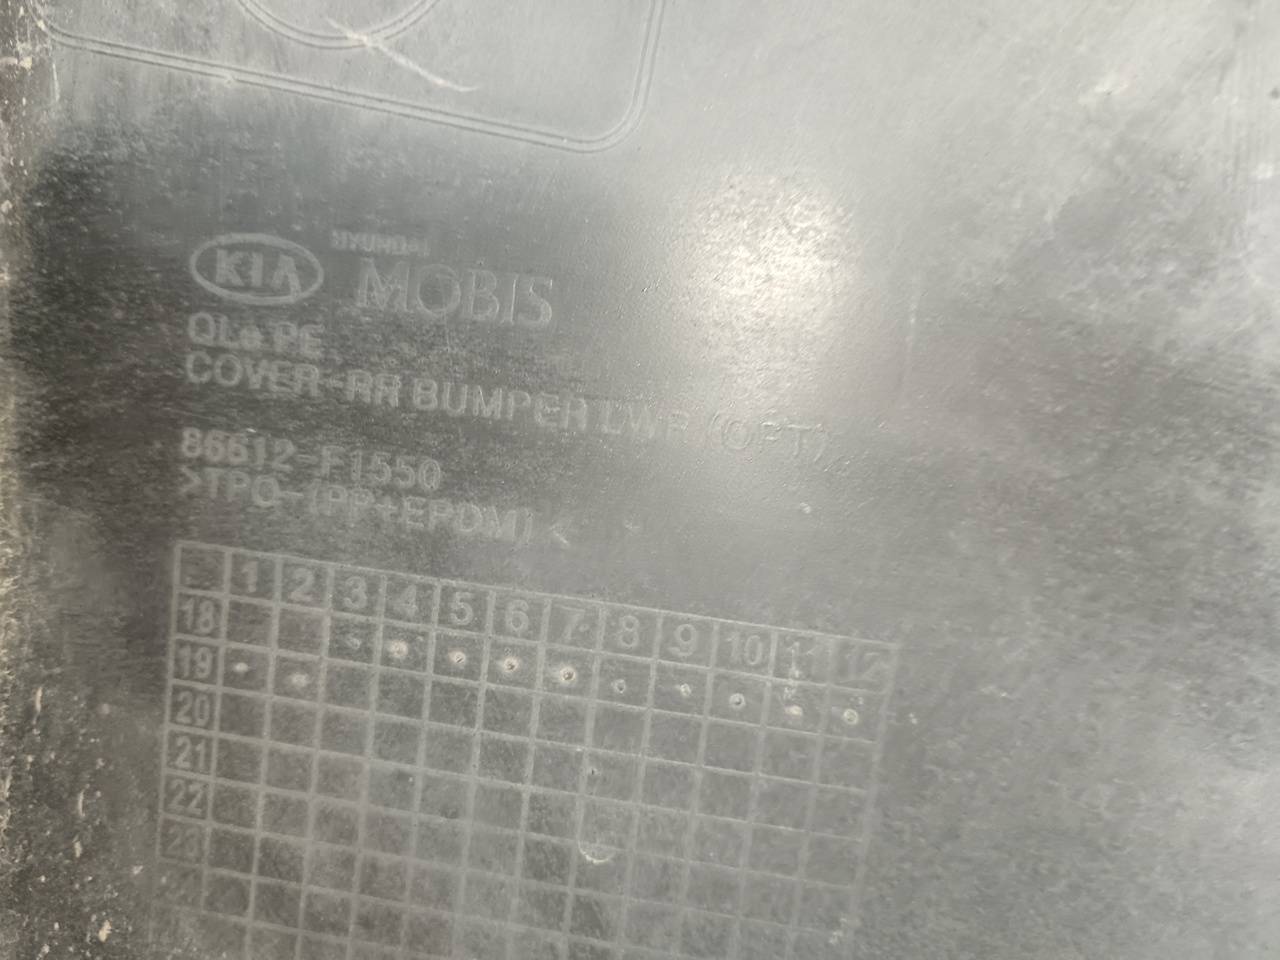 KIA
HYUNDAI
MOBIS
QLe PE
COVER-RR BUMPER LWR (OPT)
86612-F1550
>TPO-(PP+EPDM)<
1 2 3 4 5 6 7 8 9 10 11 12
18
19
20
21
22
23
24